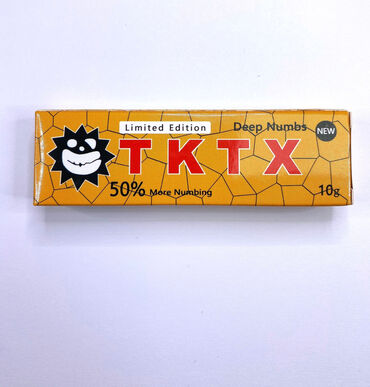 Limited Edition
Deep Numbs
NEW
TKTX
50% More Numbing
10g